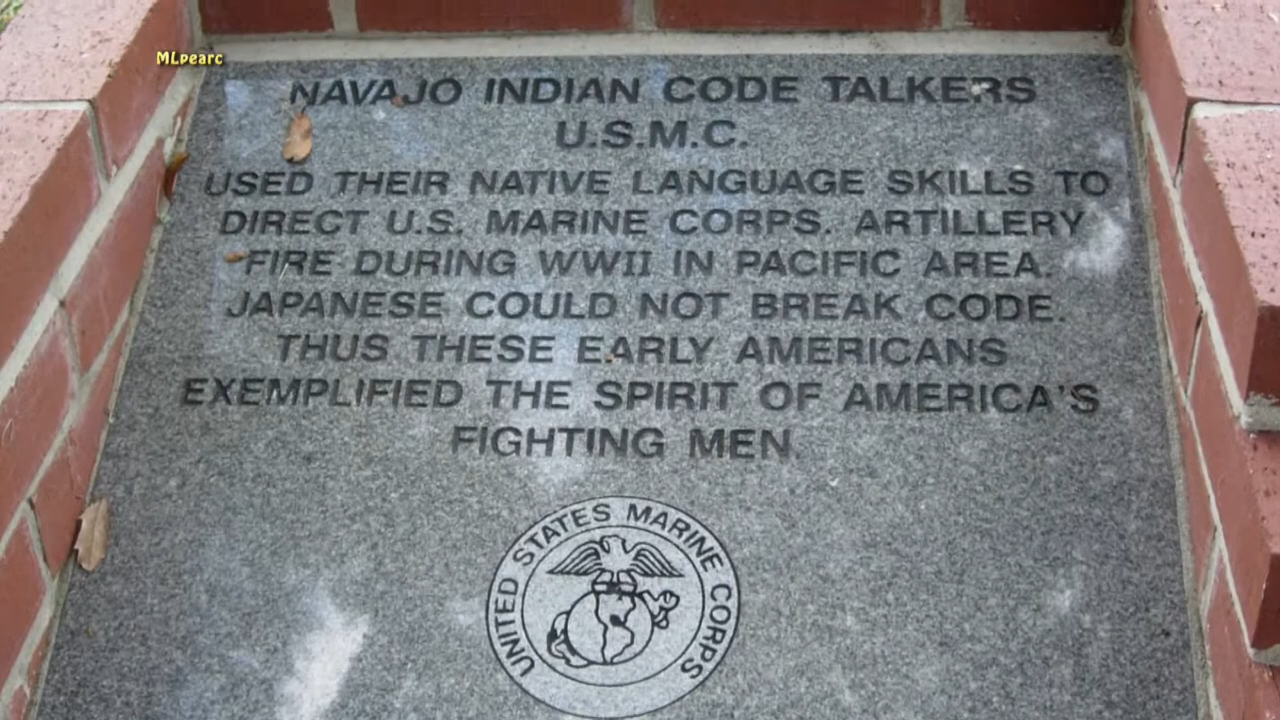 MLpearc
NAVAJO INDIAN CODE TALKERS
U.S.M.C.
USED THEIR NATIVE LANGUAGE SKILLS TO
DIRECT U.S. MARINE CORPS. ARTILLERY
FIRE DURING WWII IN PACIFIC AREA.
JAPANESE COULD NOT BREAK CODE.
THUS THESE EARLY AMERICANS
EXEMPLIFIED THE SPIRIT OF AMERICA'S
FIGHTING MEN.
UNITED STATES MARINE CORPS